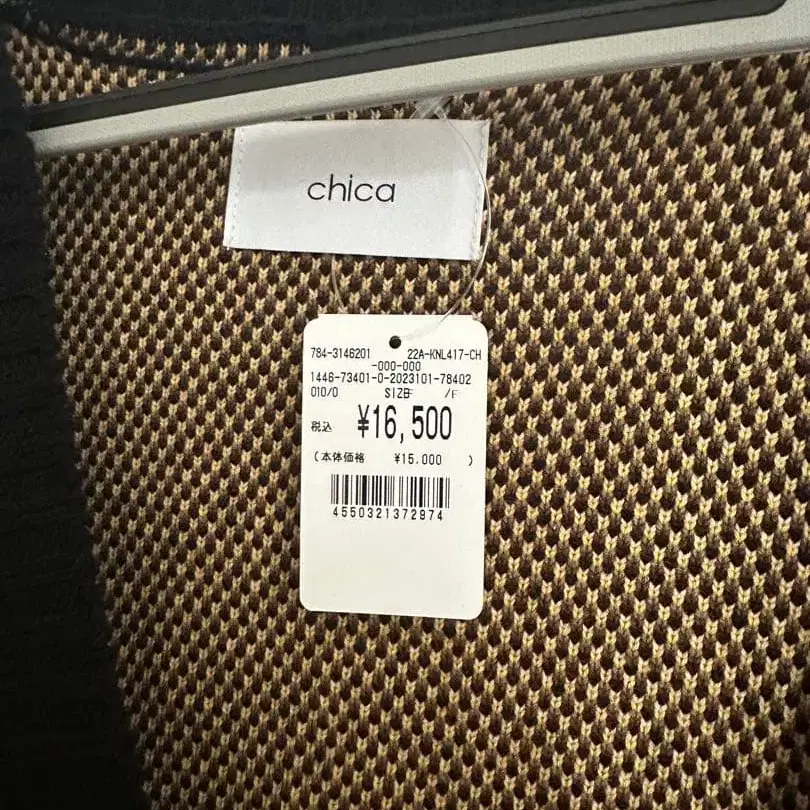 chica
784-3146201 22A-KNL417-CH
-000-000
1446-73401-0-2023101-78402
010/0 SIZE /F
税込 ¥16,500
(本体価格 ¥15.000 )
4550321372974